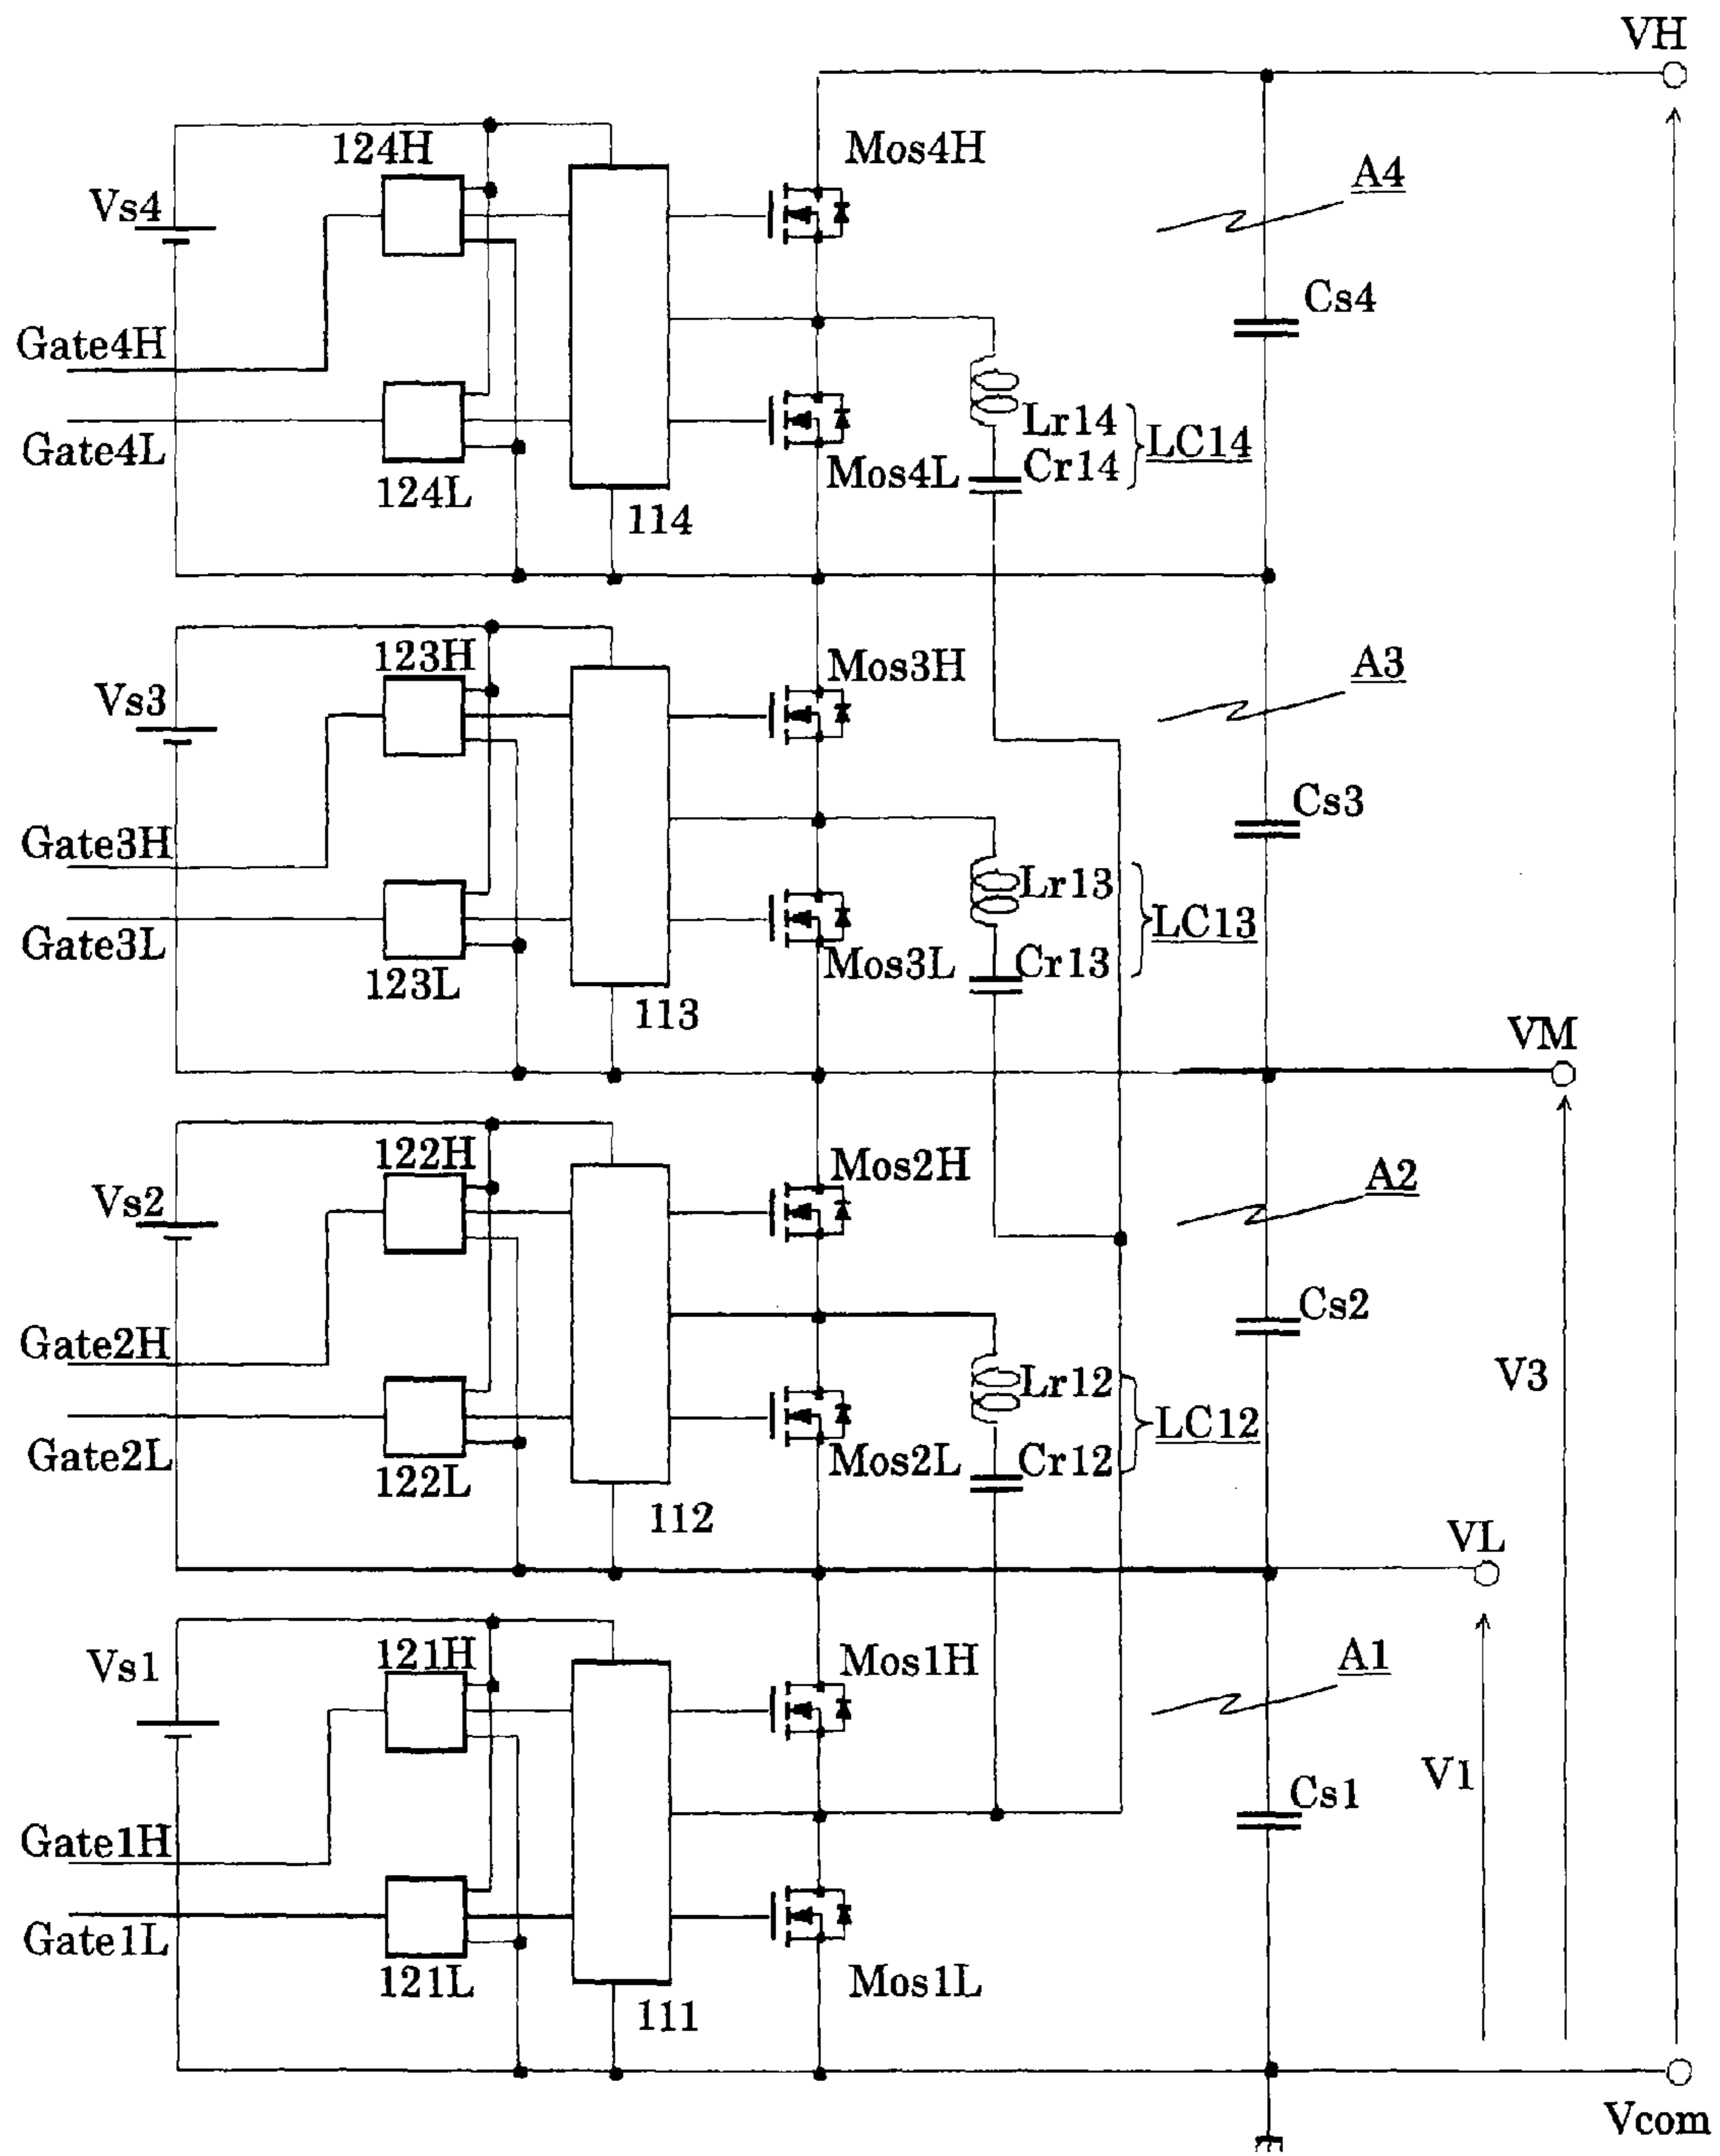 VH
124H
Mos4H
A4
Vs4
Cs4
Gate4H
Lr14
LC14
Gate4L
Mos4L
Cr14
124L
114
123H
Mos3H
A3
Vs3
Cs3
Gate3H
Lr13
LC13
Gate3L
Mos3L
Cr13
123L
113
VM
122H
Mos2H
A2
Vs2
Cs2
Gate2H
V3
Lr12
LC12
Gate2L
Mos2L
Cr12
122L
112
VL
121H
Mos1H
A1
Vs1
V1
Cs1
Gate1H
Gate1L
121L
Mos1L
111
Vcom